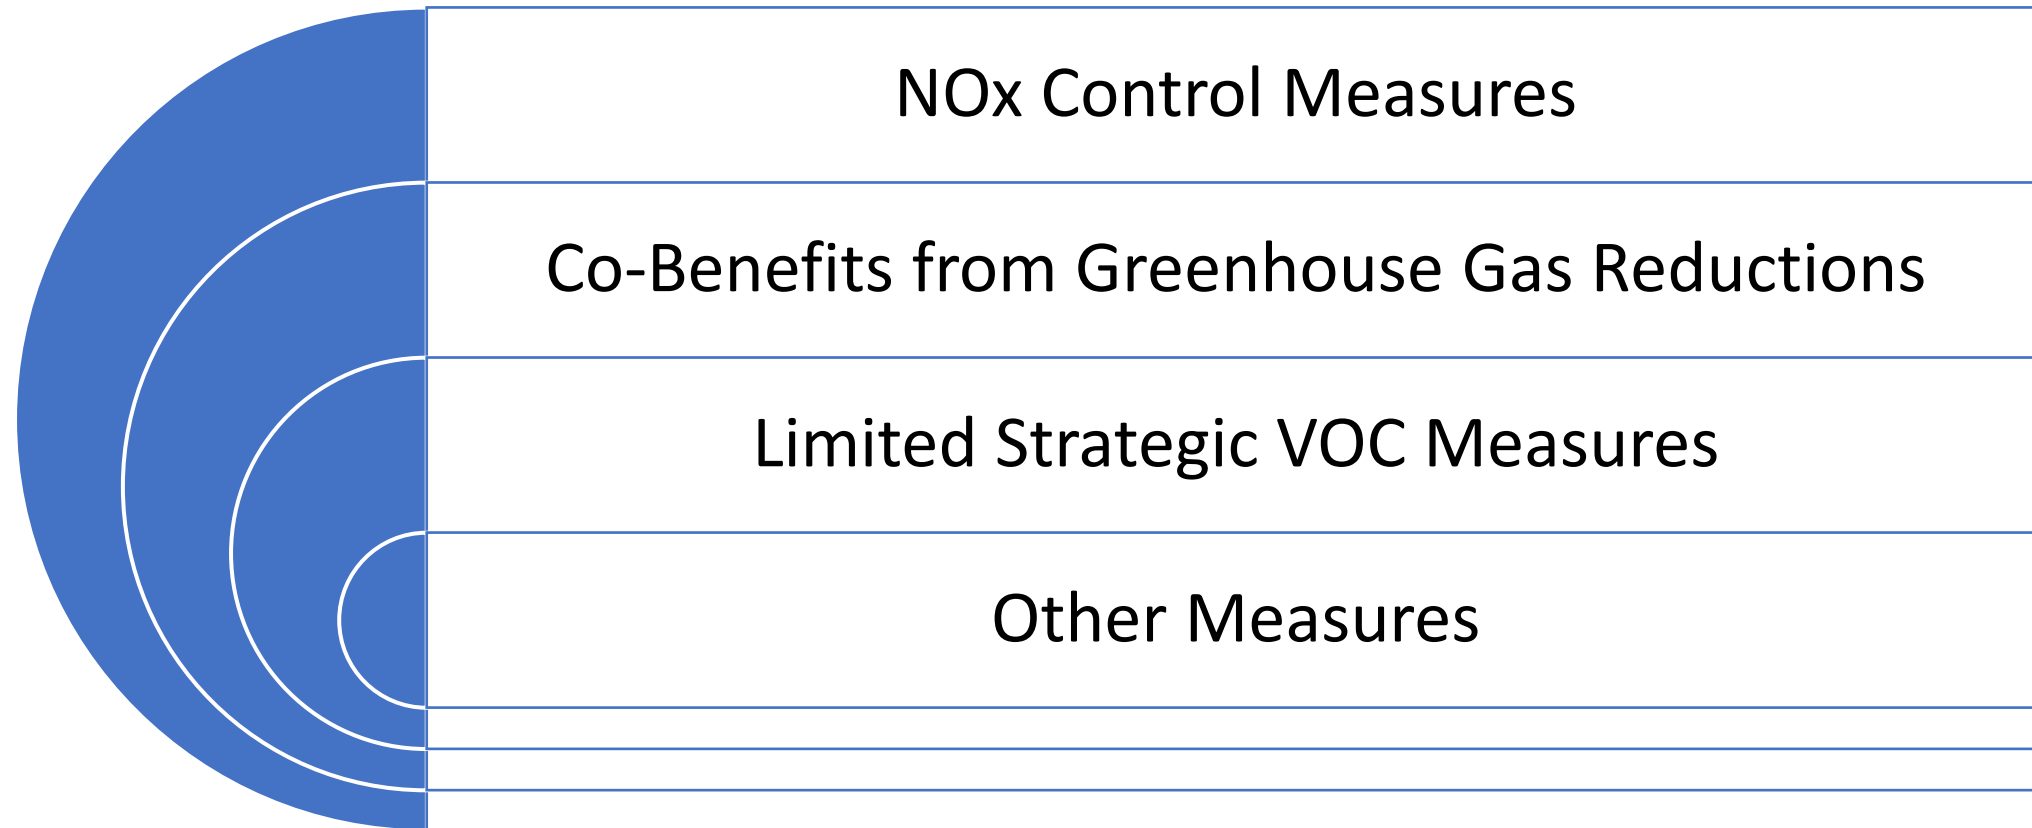 NOx Control Measures
Co-Benefits from Greenhouse Gas Reductions
Limited Strategic VOC Measures
Other Measures